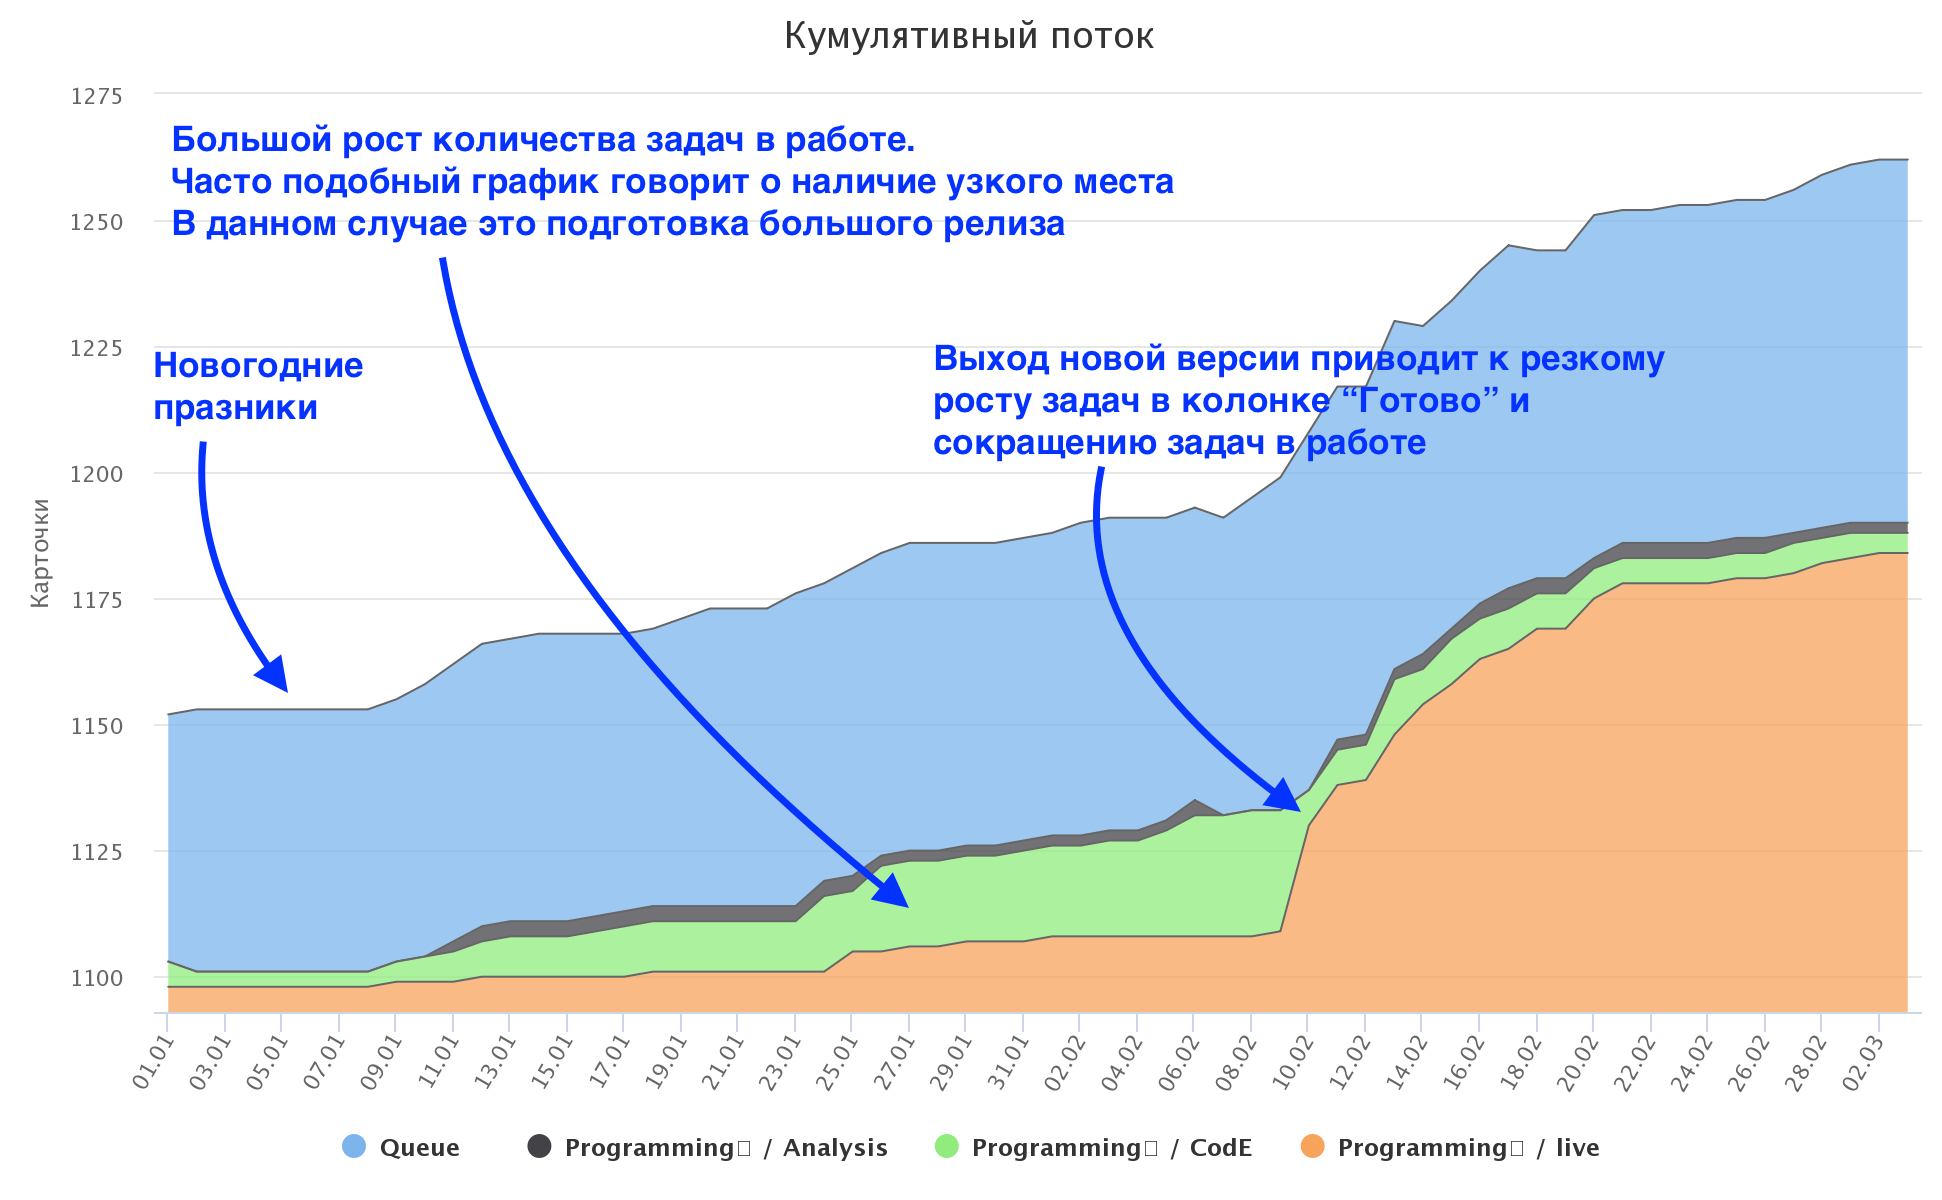 Кумулятивный поток
1275
Большой рост количества задач в работе.
Часто подобный график говорит о наличие узкого места
В данном случае это подготовка большого релиза
1250
1225
Новогодние
празники
Выход новой версии приводит к резкому
росту задач в колонке “Готово” и
сокращению задач в работе
1200
Карточки
1175
1150
1125
1100
01.01 03.01 05.01 07.01 09.01 11.01 13.01 15.01 17.01 19.01 21.01 23.01 25.01 27.01 29.01 31.01 02.02 04.02 06.02 08.02 10.02 12.02 14.02 16.02 18.02 20.02 22.02 24.02 26.02 28.02 02.03
Queue Programming□ / Analysis Programming□ / CodE Programming□ / live